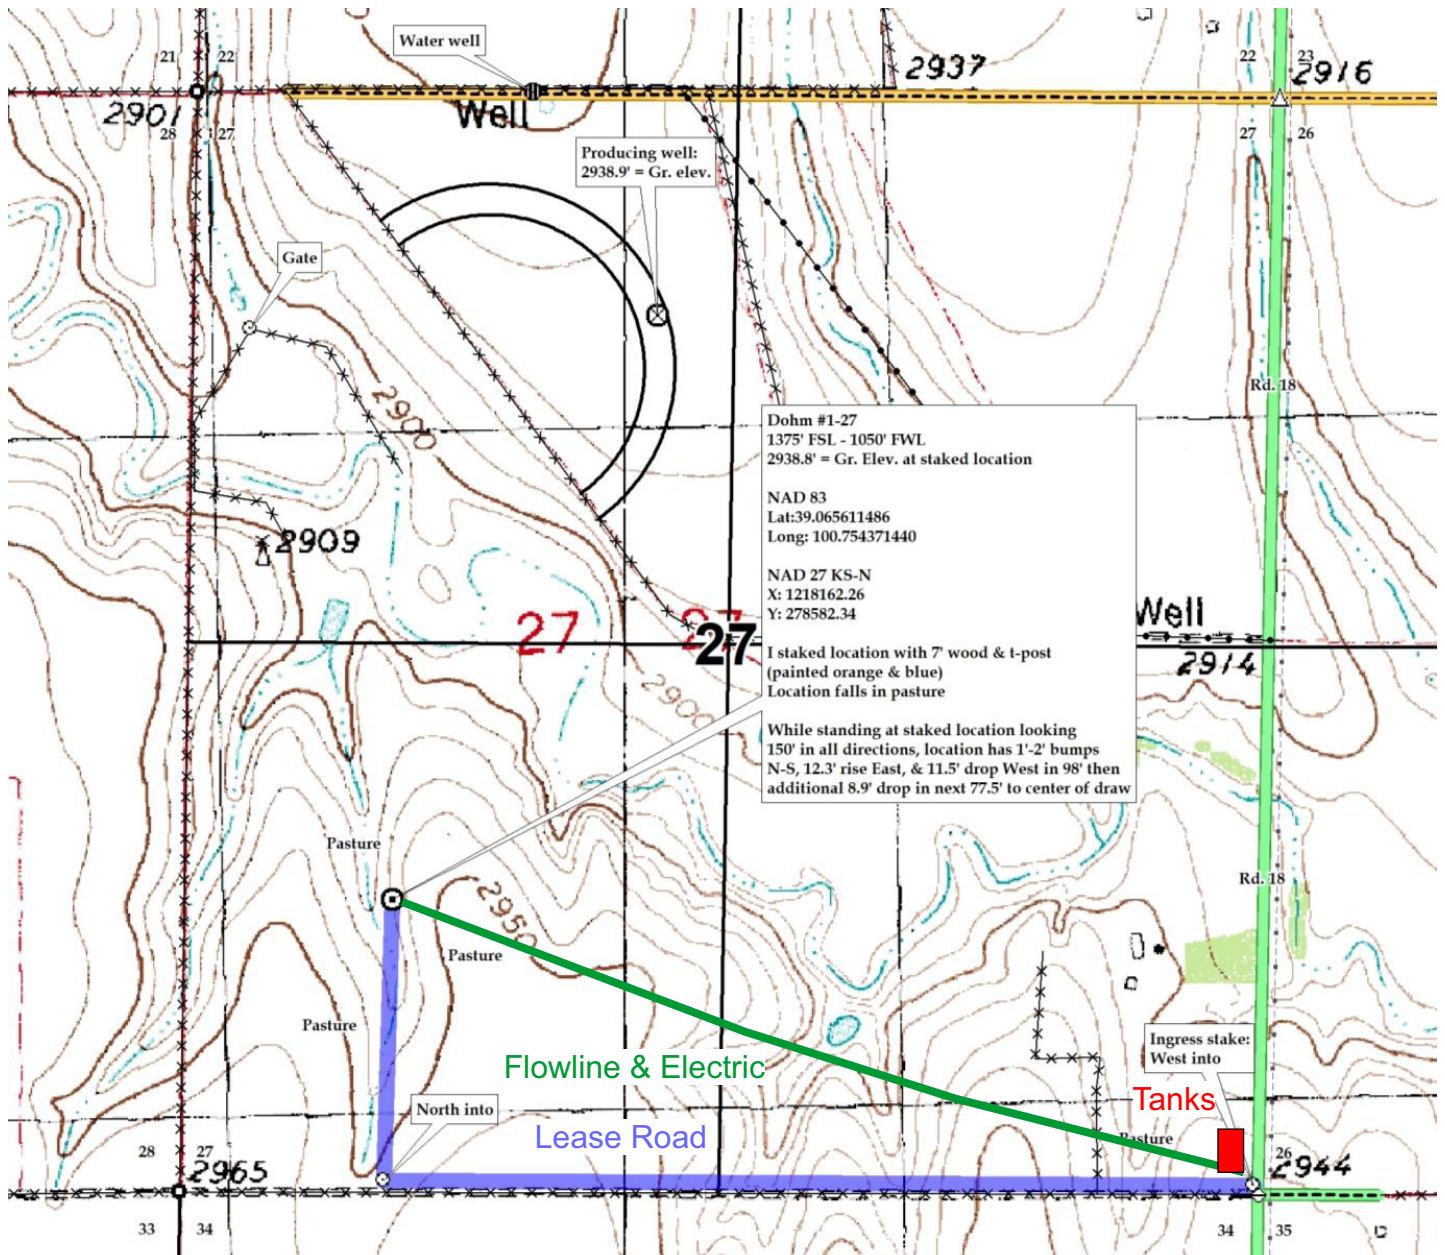 21
22
Water well
2937
22
23
2916
2901
28
27
Well
27
26
Producing well:
2938.9' = Gr. elev.
Gate
Rd. 18
2900
Dohm #1-27
1375' FSL - 1050' FWL
2938.8' = Gr. Elev. at staked location
NAD 83
Lat:39.065611486
Long: 100.754371440
NAD 27 KS-N
X: 1218162.26
Y: 278582.34
I staked location with 7' wood & t-post
(painted orange & blue)
Location falls in pasture
While standing at staked location looking
150' in all directions, location has 1'-2' bumps
N-S, 12.3' rise East, & 11.5' drop West in 98' then
additional 8.9' drop in next 77.5' to center of draw
2909
27
27
27
Well
2914
2900
Pasture
Rd. 18
2950
Pasture
Pasture
Ingress stake:
West into
Flowline & Electric
Tanks
North into
Lease Road
Pasture
28
27
2965
26
2944
33
34
34
35